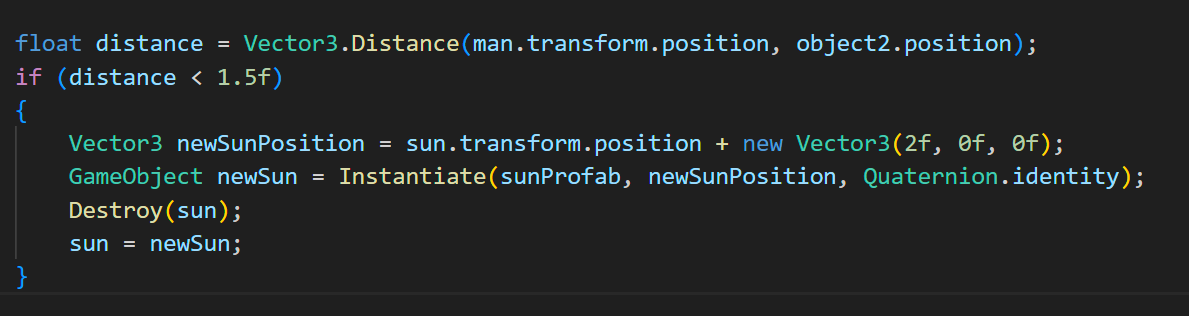 float distance = Vector3.Distance(man.transform.position, object2.position);
if (distance < 1.5f)
{
    Vector3 newSunPosition = sun.transform.position + new Vector3(2f, 0f, 0f);
    GameObject newSun = Instantiate(sunProfab, newSunPosition, Quaternion.identity);
    Destroy(sun);
    sun = newSun;
}